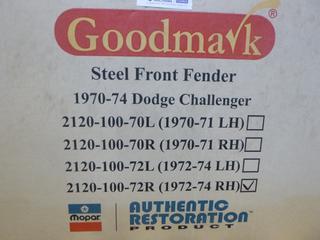 Goodmark
Steel Front Fender
1970-74 Dodge Challenger
2120-100-70L (1970-71 LH)
2120-100-70R (1970-71 RH)
2120-100-72L (1972-74 LH)
2120-100-72R (1972-74 RH)
Mopar
AUTHENTIC
RESTORATION
PRODUCT